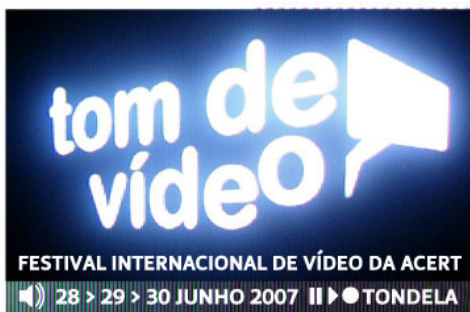 tom de
vídeo
FESTIVAL INTERNACIONAL DE VÍDEO DA ACERT
28 > 29 > 30 JUNHO 2007 TONDELA